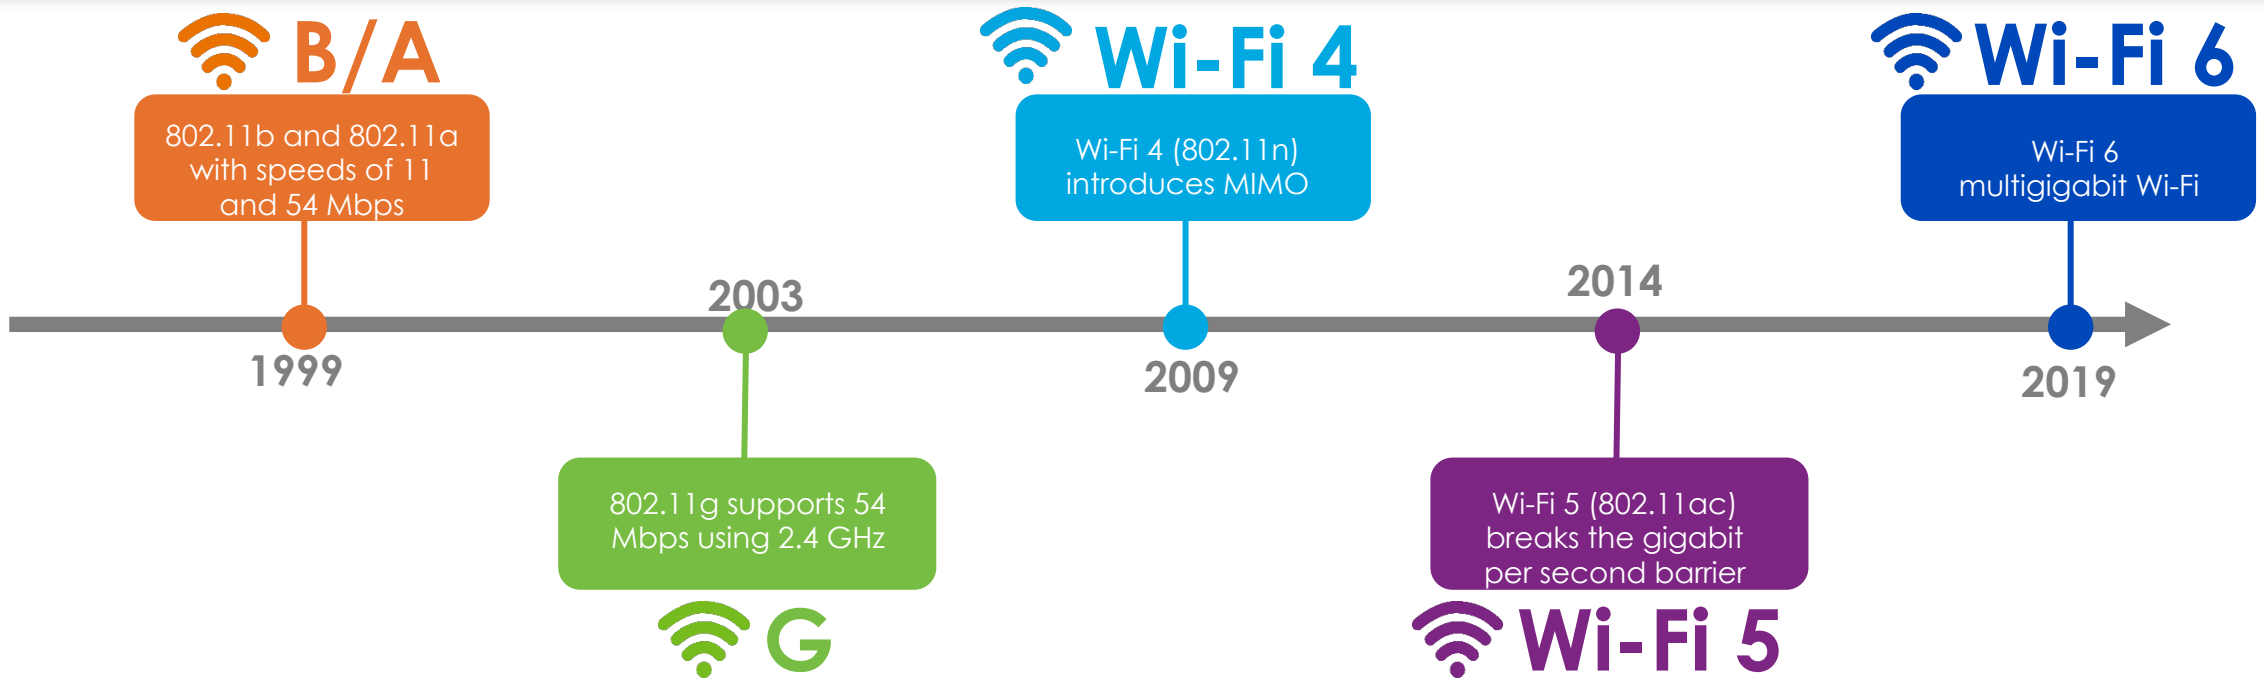 B/A
802.11b and 802.11a
with speeds of 11
and 54 Mbps
1999
2003
802.11g supports 54
Mbps using 2.4 GHz
G
Wi-Fi 4
Wi-Fi 4 (802.11n)
introduces MIMO
2009
2014
Wi-Fi 5 (802.11ac)
breaks the gigabit
per second barrier
Wi-Fi 5
Wi-Fi 6
Wi-Fi 6
multigigabit Wi-Fi
2019